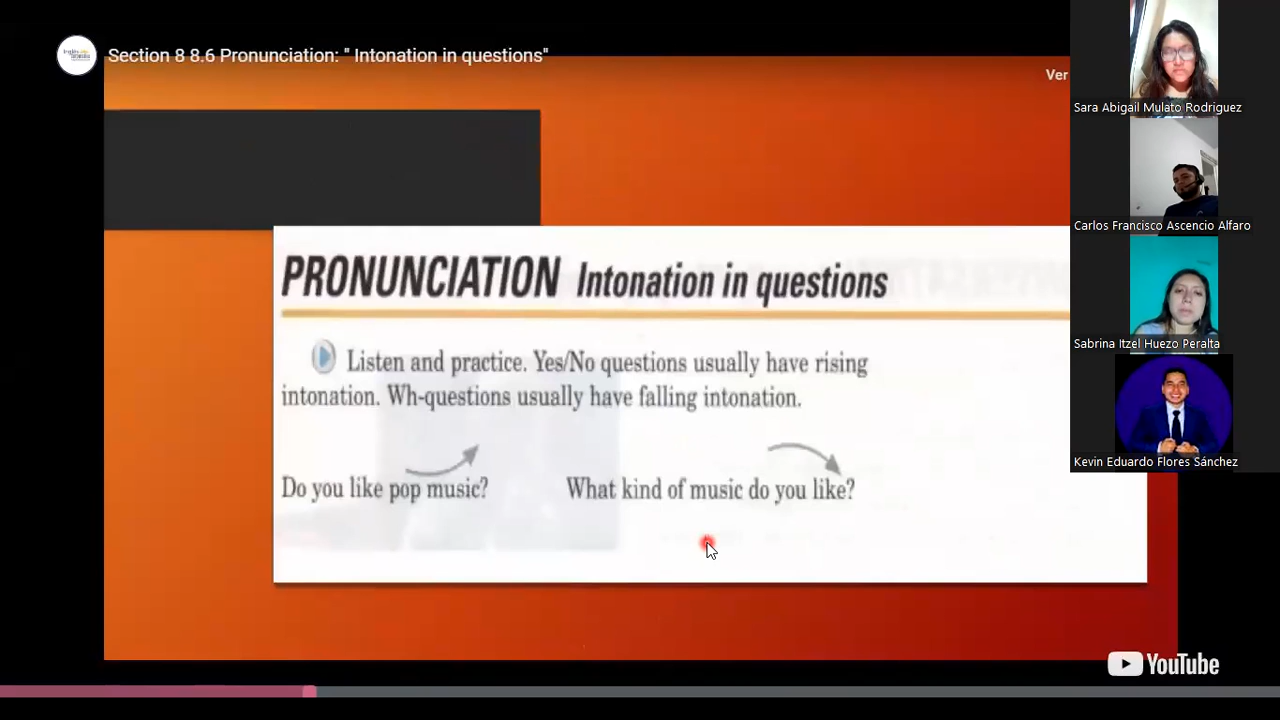 Section 8 8.6 Pronunciation: " Intonation in questions"
Ver
PRONUNCIATION Intonation in questions
Listen and practice. Yes/No questions usually have rising
intonation. Wh-questions usually have falling intonation.
Do you like pop music? What kind of music do you like?
Sara Abigail Mulato Rodriguez
Carlos Francisco Ascencio Alfaro
Sabrina Itzel Huezo Peralta
Kevin Eduardo Flores Sánchez
YouTube